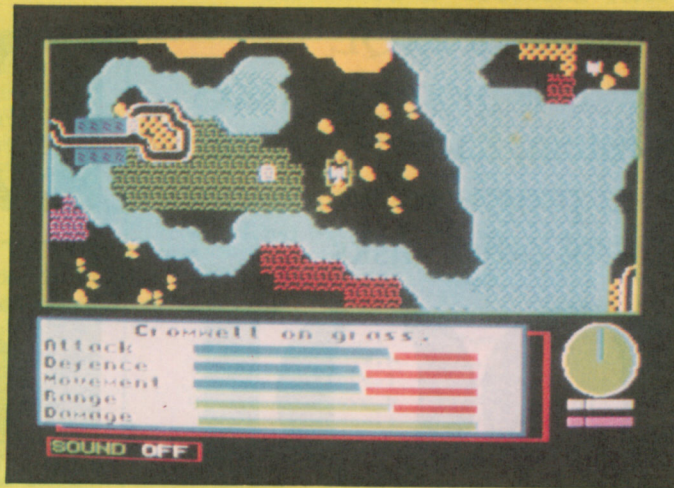 Cromwell on grass.
Attack
Defence
Movement
Range
Damage
SOUND OFF